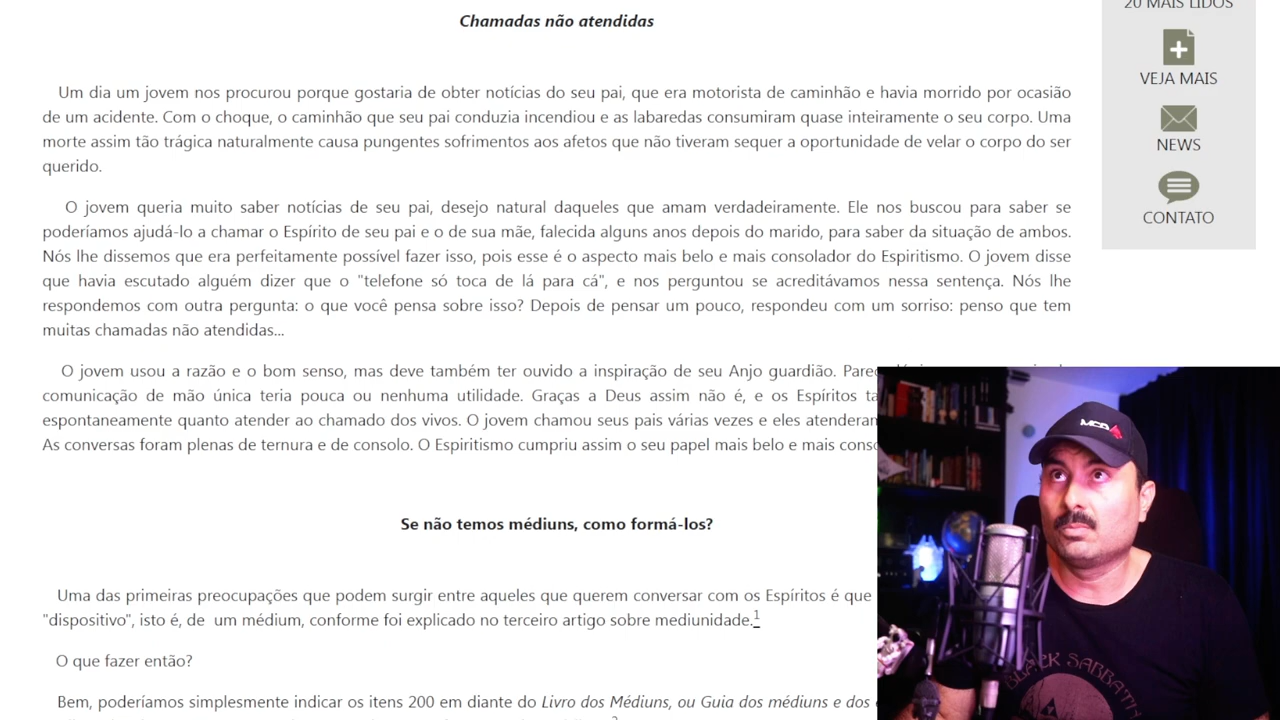 Chamadas não atendidas
Um dia um jovem nos procurou porque gostaria de obter notícias do seu pai, que era motorista de caminhão e havia morrido por ocasião
de um acidente. Com o choque, o caminhão que seu pai conduzia incendiou e as labaredas consumiram quase inteiramente o seu corpo. Uma
morte assim tão trágica naturalmente causa pungentes sofrimentos aos afetos que não tiveram sequer a oportunidade de velar o corpo do ser
querido.
O jovem queria muito saber notícias de seu pai, desejo natural daqueles que amam verdadeiramente. Ele nos buscou para saber se
poderíamos ajudá-lo a chamar o Espírito de seu pai e o de sua mãe, falecida alguns anos depois do marido, para saber da situação de ambos.
Nós lhe dissemos que era perfeitamente possível fazer isso, pois esse é o aspecto mais belo e mais consolador do Espiritismo. O jovem disse
que havia escutado alguém dizer que o "telefone só toca de lá para cá", e nos perguntou se acreditávamos nessa sentença. Nós lhe
respondemos com outra pergunta: o que você pensa sobre isso? Depois de pensar um pouco, respondeu com um sorriso: penso que tem
muitas chamadas não atendidas...
O jovem usou a razão e o bom senso, mas deve também ter ouvido a inspiração de seu Anjo guardião.
comunicação de mão única teria pouca ou nenhuma utilidade. Graças a Deus assim não é, e os Espíritos
espontaneamente quanto atender ao chamado dos vivos. O jovem chamou seus pais várias vezes e eles
As conversas foram plenas de ternura e de consolo. O Espiritismo cumpriu assim o seu papel mais belo e mais
Se não temos médiuns, como formá-los?
Uma das primeiras preocupações que podem surgir entre aqueles que querem conversar com os Espíritos é que
"dispositivo", isto é, de um médium, conforme foi explicado no terceiro artigo sobre mediunidade.1
O que fazer então?
Bem, poderíamos simplesmente indicar os itens 200 em diante do Livro dos Médiuns, ou Guia dos médiuns e dos
20 MAIS LIDOS
VEJA MAIS
NEWS
CONTATO
MCA
BLACK SABBATH